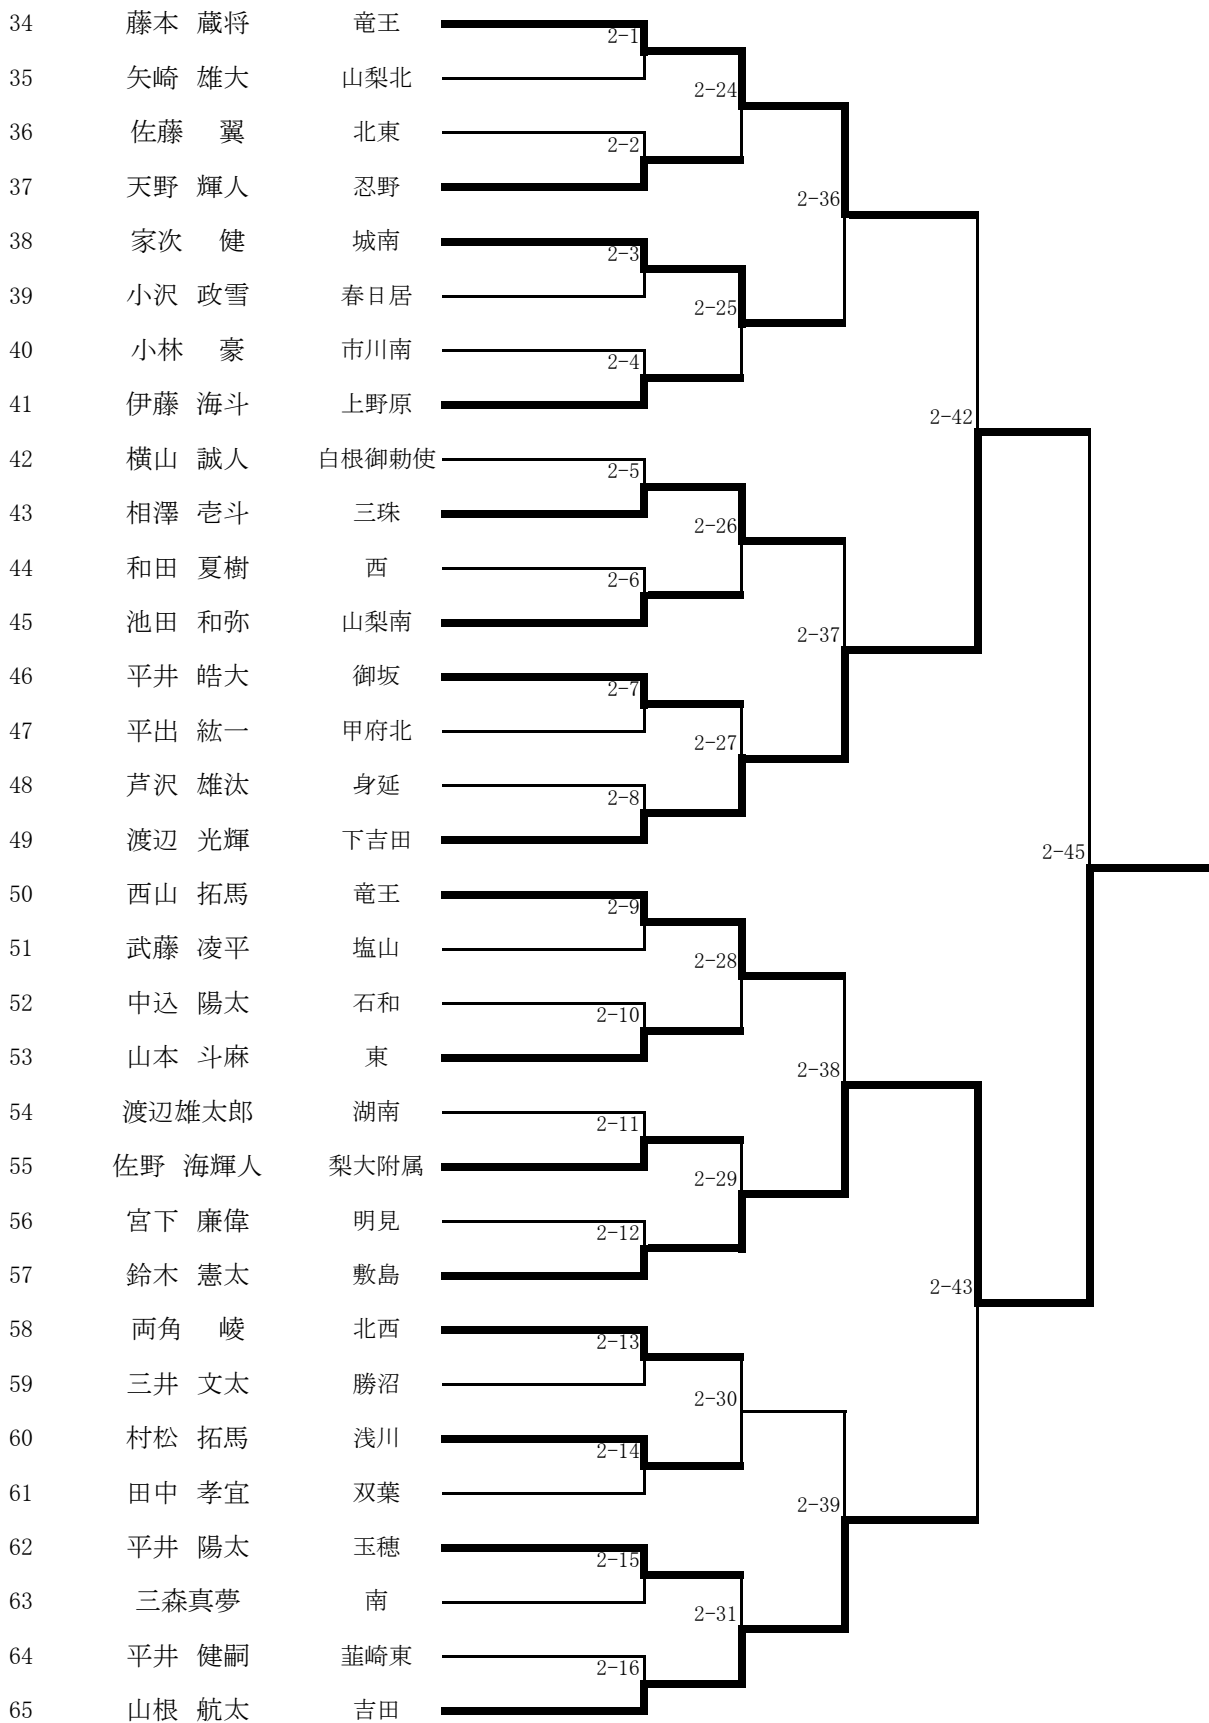 34 藤本 蔵将 竜王
2-1
35 矢崎 雄大 山梨北
2-24
36 佐藤 翼 北東
2-2
37 天野 輝人 忍野
2-36
38 家次 健 城南
2-3
39 小沢 政雪 春日居
2-25
40 小林 豪 市川南
2-4
41 伊藤 海斗 上野原
2-42
42 横山 誠人 白根御勅使
2-5
43 相澤 壱斗 三珠
2-26
44 和田 夏樹 西
2-6
45 池田 和弥 山梨南
2-37
46 平井 皓大 御坂
2-7
47 平出 紘一 甲府北
2-27
48 芦沢 雄汰 身延
2-8
49 渡辺 光輝 下吉田
2-45
50 西山 拓馬 竜王
2-9
51 武藤 凌平 塩山
2-28
52 中込 陽太 石和
2-10
53 山本 斗麻 東
2-38
54 渡辺雄太郎 湖南
2-11
55 佐野 海輝人 梨大附属
2-29
56 宮下 廉偉 明見
2-12
57 鈴木 憲太 敷島
2-43
58 両角 崚 北西
2-13
59 三井 文太 勝沼
2-30
60 村松 拓馬 浅川
2-14
61 田中 孝宜 双葉
2-39
62 平井 陽太 玉穂
2-15
63 三森真夢 南
2-31
64 平井 健嗣 韮崎東
2-16
65 山根 航太 吉田